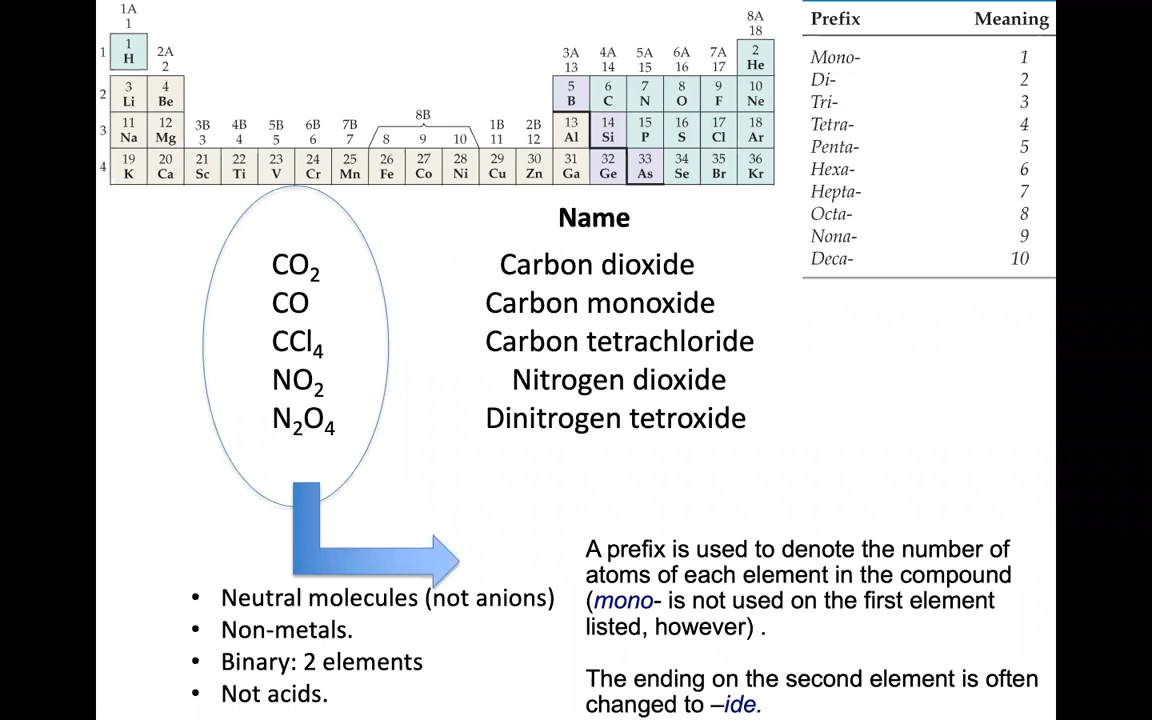 1A
1
8A
18
1
1
H
2A
2
3A 4A 5A 6A 7A
13 14 15 16 17
2
He
2
3 4 5 6 7 8 9 10
Li Be B C N O F Ne
3
11 12 3B 4B 5B 6B 7B 8B 1B 2B 13 14 15 16 17 18
Na Mg 3 4 5 6 7 8 9 10 11 12 Al Si P S Cl Ar
4
19 20 21 22 23 24 25 26 27 28 29 30 31 32 33 34 35 36
K Ca Sc Ti V Cr Mn Fe Co Ni Cu Zn Ga Ge As Se Br Kr
Prefix Meaning
Mono- 1
Di- 2
Tri- 3
Tetra- 4
Penta- 5
Hexa- 6
Hepta- 7
Octa- 8
Nona- 9
Deca- 10
Name
CO₂ Carbon dioxide
CO Carbon monoxide
CCl₄ Carbon tetrachloride
NO₂ Nitrogen dioxide
N₂O₄ Dinitrogen tetroxide
• Neutral molecules (not anions)
• Non-metals.
• Binary: 2 elements
• Not acids.
A prefix is used to denote the number of
atoms of each element in the compound
(mono- is not used on the first element
listed, however) .
The ending on the second element is often
changed to –ide.